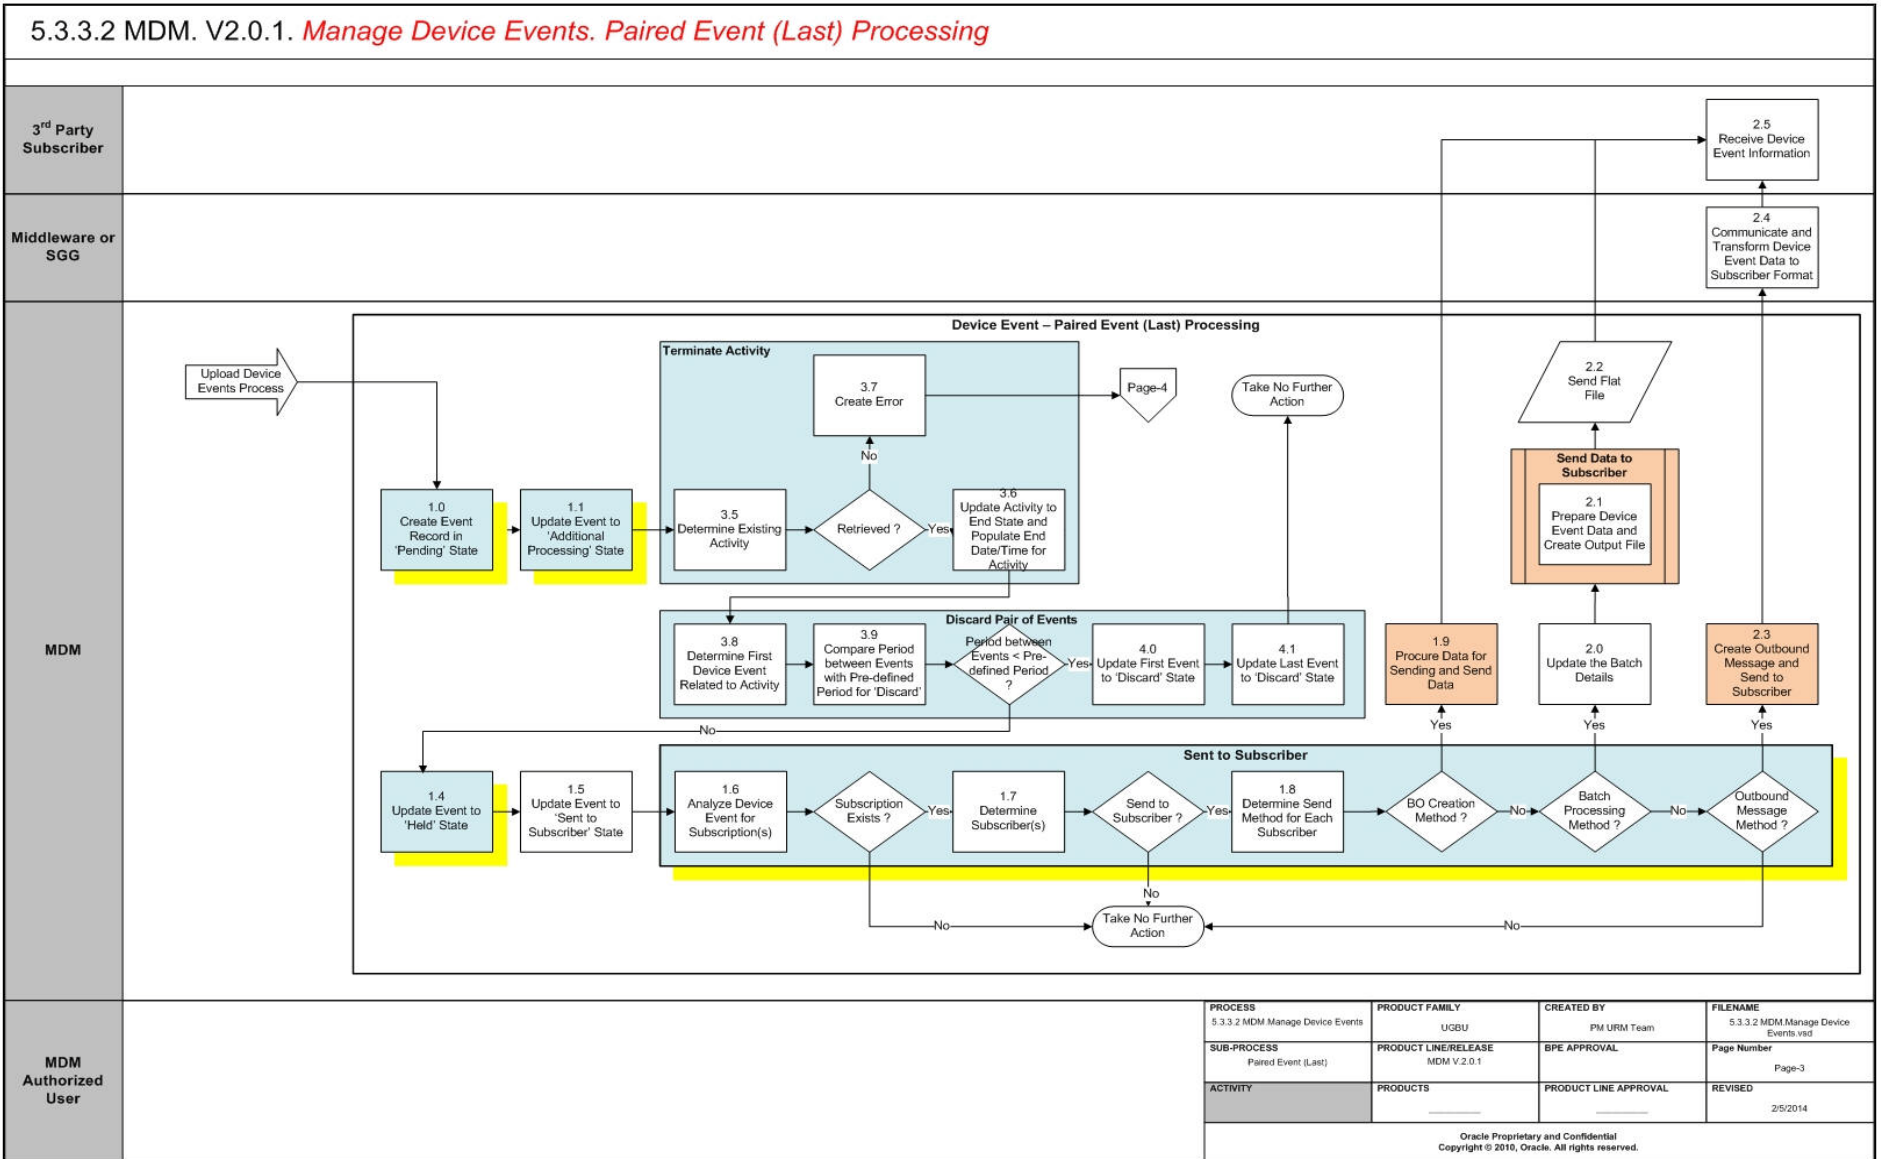 5.3.3.2 MDM. V2.0.1. Manage Device Events. Paired Event (Last) Processing
3rd Party
Subscriber
2.5
Receive Device
Event Information
Middleware or
SGG
2.4
Communicate and
Transform Device
Event Data to
Subscriber Format
MDM
Device Event – Paired Event (Last) Processing
Upload Device
Events Process
Terminate Activity
3.7
Create Error
Page-4
Take No Further
Action
2.2
Send Flat
File
No
Send Data to
Subscriber
2.1
Prepare Device
Event Data and
Create Output File
1.0
Create Event
Record in
'Pending' State
1.1
Update Event to
'Additional
Processing' State
3.5
Determine Existing
Activity
Retrieved ?
Yes
3.6
Update Activity to
End State and
Populate End
Date/Time for
Activity
Discard Pair of Events
3.8
Determine First
Device Event
Related to Activity
3.9
Compare Period
between Events
with Pre-defined
Period for 'Discard'
Period between
Events < Pre-
defined Period
?
Yes
4.0
Update First Event
to 'Discard' State
4.1
Update Last Event
to 'Discard' State
1.9
Procure Data for
Sending and Send
Data
2.0
Update the Batch
Details
2.3
Create Outbound
Message and
Send to
Subscriber
No
Yes
Yes
Yes
Sent to Subscriber
1.4
Update Event to
'Held' State
1.5
Update Event to
'Sent to
Subscriber' State
1.6
Analyze Device
Event for
Subscription(s)
Subscription
Exists ?
Yes
1.7
Determine
Subscriber(s)
Send to
Subscriber ?
Yes
1.8
Determine Send
Method for Each
Subscriber
BO Creation
Method ?
No
Batch
Processing
Method ?
No
Outbound
Message
Method ?
No
No
Take No Further
Action
No
MDM
Authorized
User
PROCESS
5.3.3.2 MDM.Manage Device Events
PRODUCT FAMILY
UGBU
CREATED BY
PM URM Team
FILENAME
5.3.3.2 MDM.Manage Device
Events.vsd
SUB-PROCESS
Paired Event (Last)
PRODUCT LINE/RELEASE
MDM V.2.0.1
BPE APPROVAL
Page Number
Page-3
ACTIVITY
PRODUCTS
PRODUCT LINE APPROVAL
REVISED
2/5/2014
Oracle Proprietary and Confidential
Copyright © 2010, Oracle. All rights reserved.